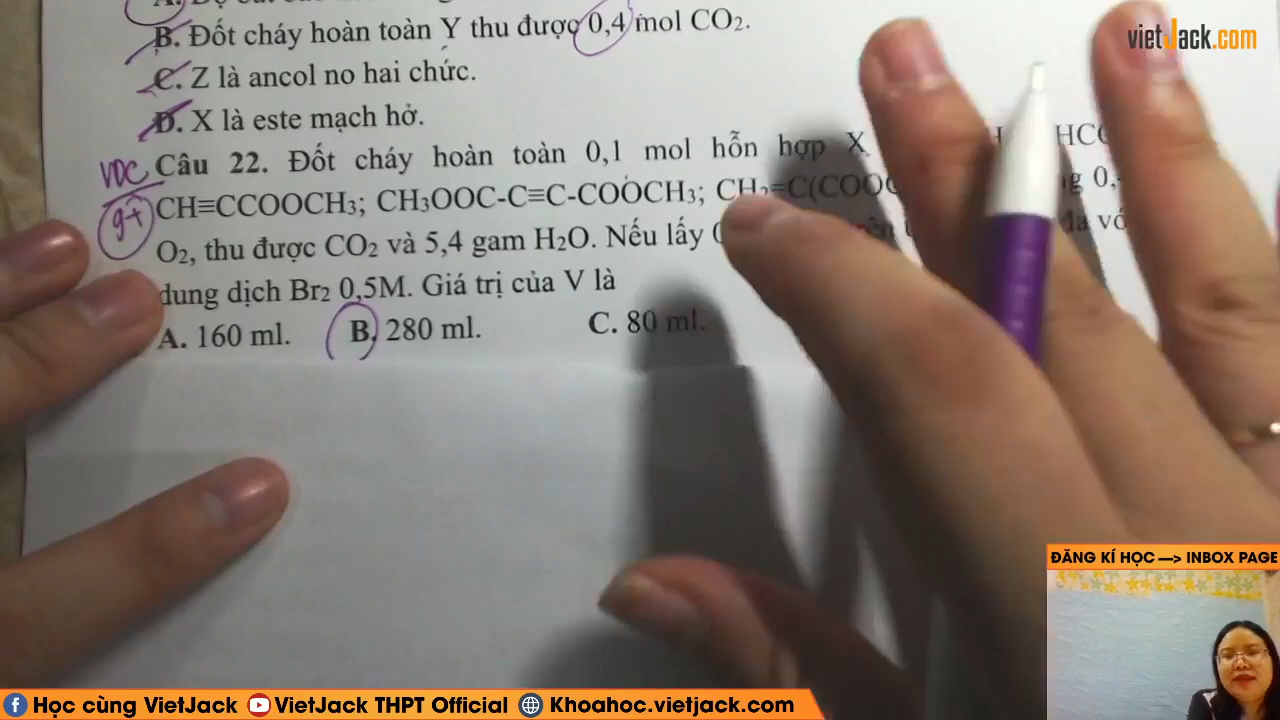 vietJack.com
B. Đốt cháy hoàn toàn Y thu được 0,4 mol CO2.
C. Z là ancol no hai chức.
D. X là este mạch hở.
VDC Câu 22. Đốt cháy hoàn toàn 0,1 mol hỗn hợp X
9+ CH≡CCOOCH3; CH3OOC-C≡C-COOCH3; CH2=C(COO
O2, thu được CO2 và 5,4 gam H2O. Nếu lấy
dung dịch Br2 0,5M. Giá trị của V là
A. 160 ml. B. 280 ml. C. 80 ml.
ĐĂNG KÍ HỌC —> INBOX PAGE
Học cùng VietJack VietJack THPT Official Khoahoc.vietjack.com